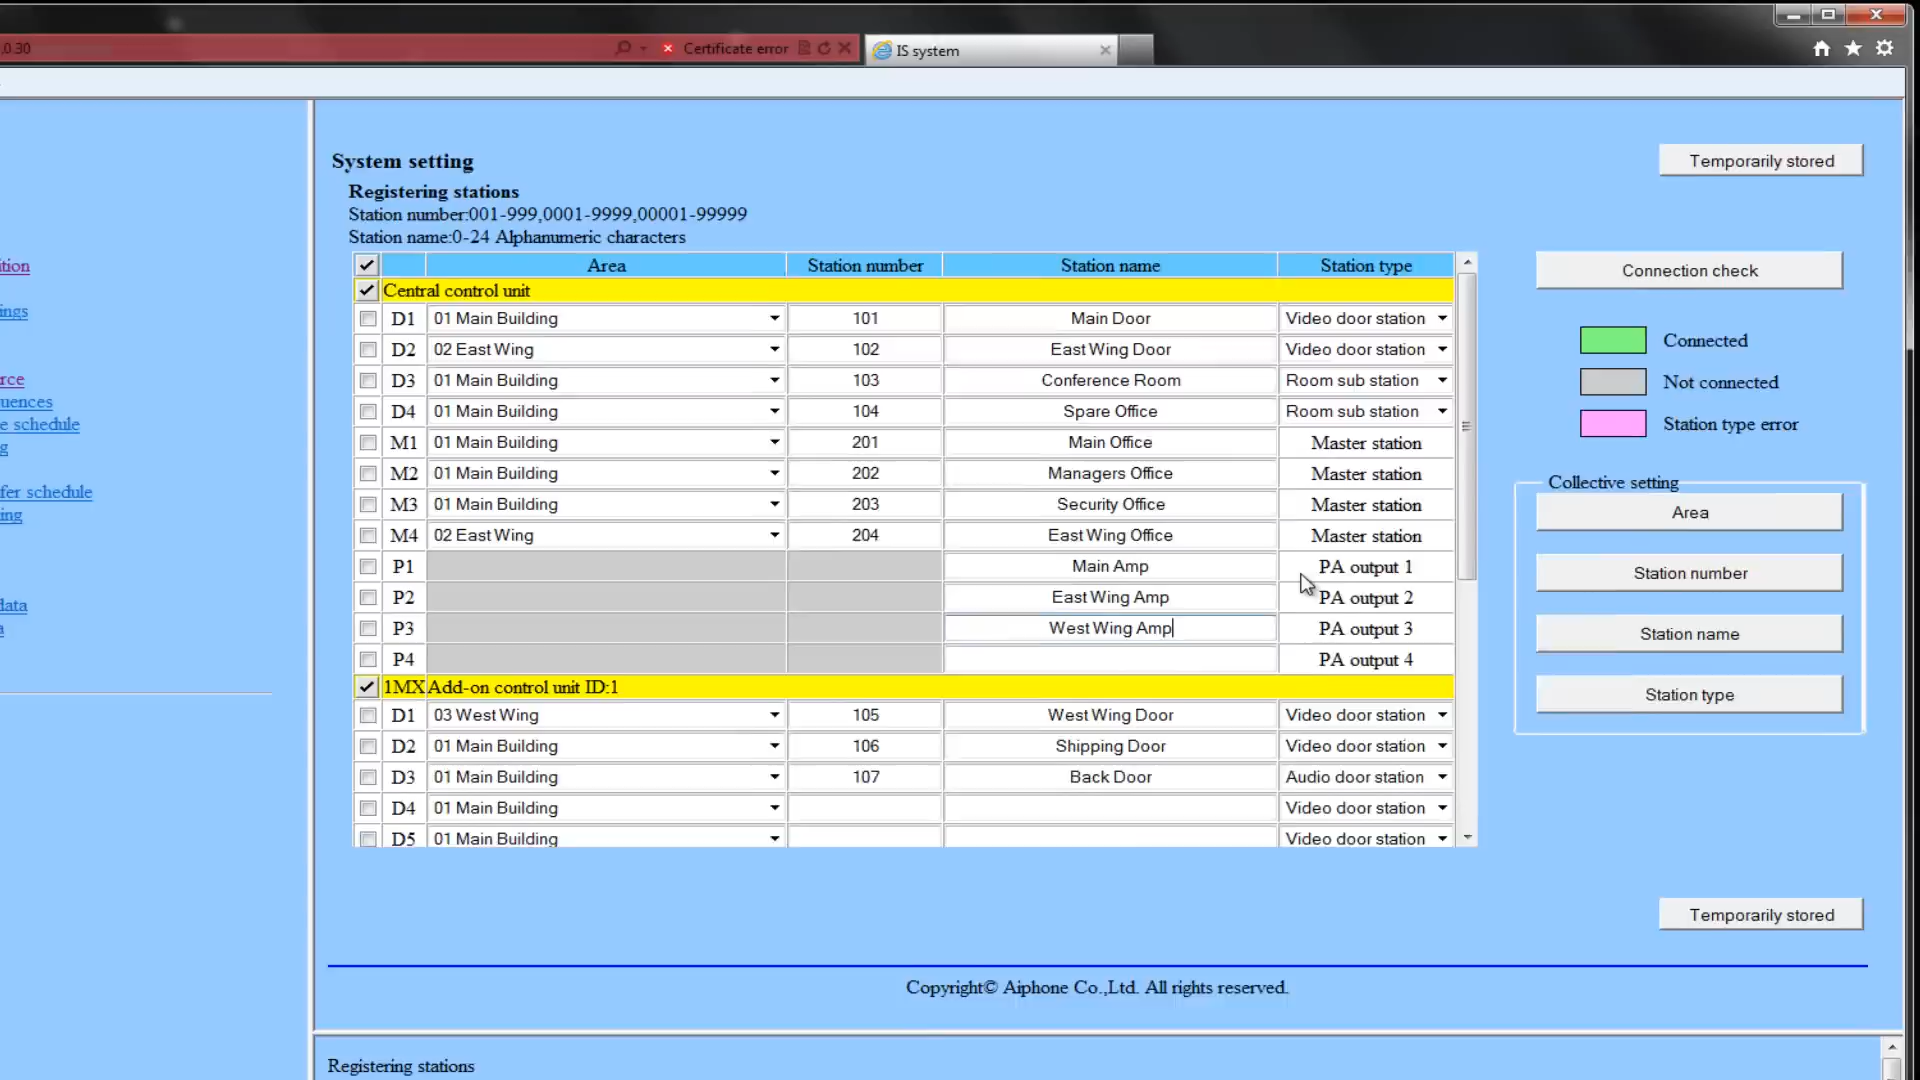 .0.30
Certificate error
IS system
System setting
Temporarily stored
Registering stations
Station number:001-999,0001-9999,00001-99999
Station name:0-24 Alphanumeric characters
Area Station number Station name Station type
Central control unit
D1 01 Main Building 101 Main Door Video door station
D2 02 East Wing 102 East Wing Door Video door station
D3 01 Main Building 103 Conference Room Room sub station
D4 01 Main Building 104 Spare Office Room sub station
M1 01 Main Building 201 Main Office Master station
M2 01 Main Building 202 Managers Office Master station
M3 01 Main Building 203 Security Office Master station
M4 02 East Wing 204 East Wing Office Master station
P1 Main Amp PA output 1
P2 East Wing Amp PA output 2
P3 West Wing Amp PA output 3
P4 PA output 4
1MX Add-on control unit ID:1
D1 03 West Wing 105 West Wing Door Video door station
D2 01 Main Building 106 Shipping Door Video door station
D3 01 Main Building 107 Back Door Audio door station
D4 01 Main Building Video door station
D5 01 Main Building Video door station
Connection check
Connected
Not connected
Station type error
Collective setting
Area
Station number
Station name
Station type
Temporarily stored
Copyright© Aiphone Co.,Ltd. All rights reserved.
Registering stations
ition
ings
rce
uences
e schedule
g
fer schedule
ing
data
a